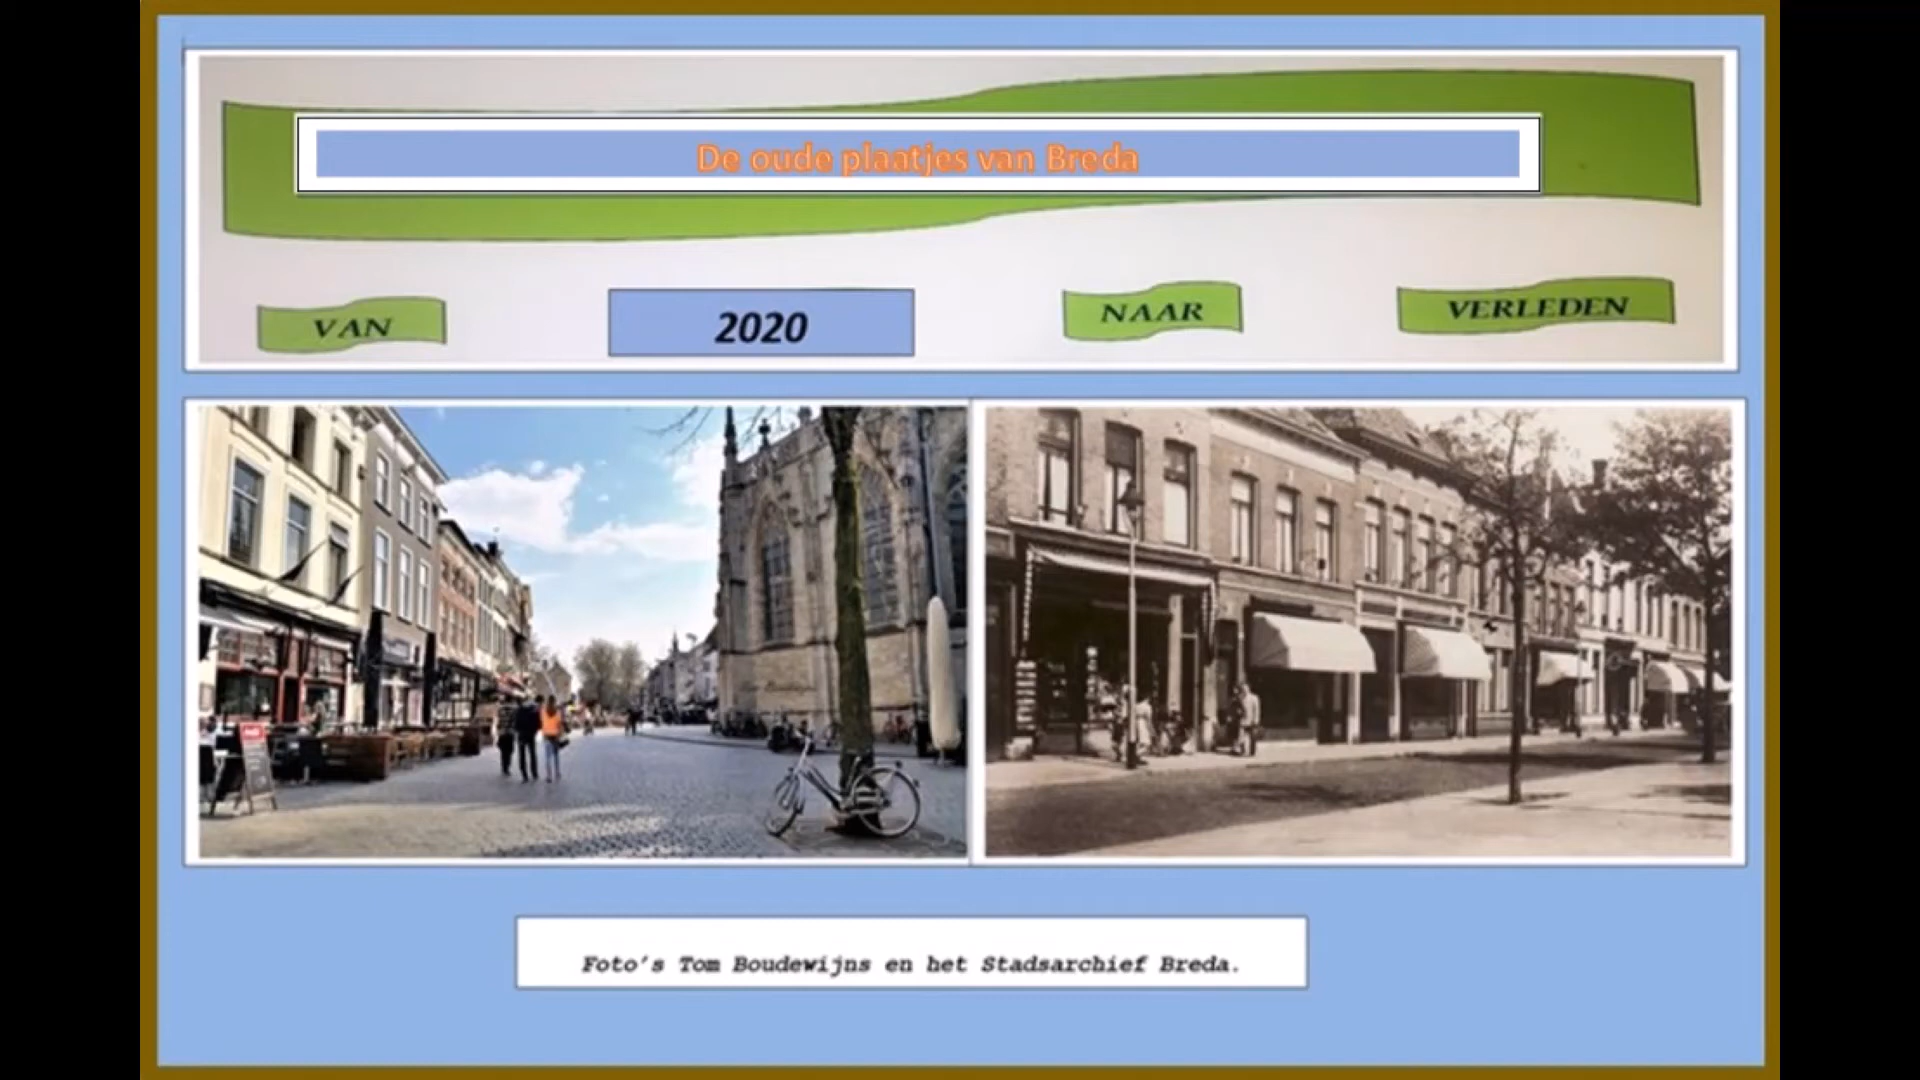 De oude plaatjes van Breda
VAN
2020
NAAR
VERLEDEN
Foto's Tom Boudewijns en het Stadsarchief Breda.